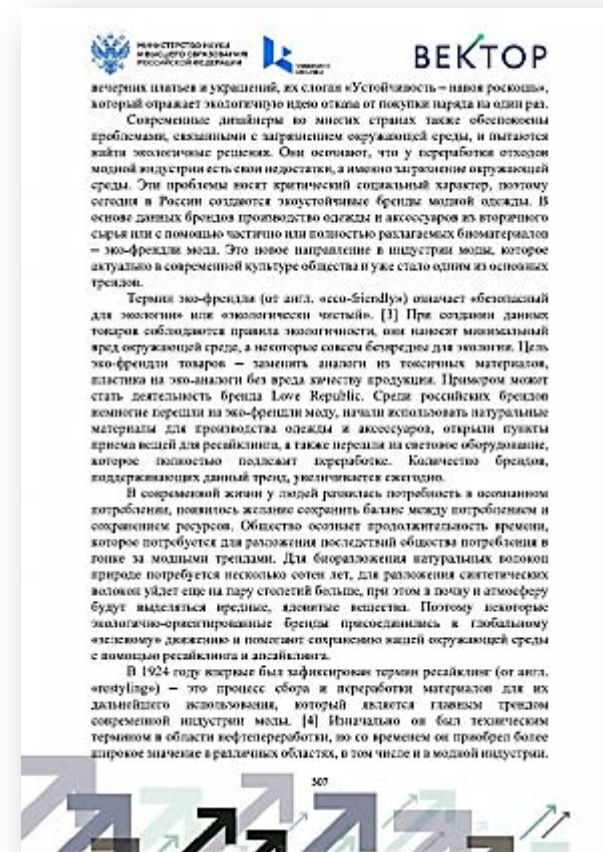 МИНИСТЕРСТВО НАУКИ
И ВЫСШЕГО ОБРАЗОВАНИЯ
РОССИЙСКОЙ ФЕДЕРАЦИИ
ВЕКТОР
вечерних платьев и украшений, их слоган «Устойчивость – новая роскошь»,
который отражает экологичную идею отказа от покупки наряда на один раз.
Современные дизайнеры во многих странах также обеспокоены
проблемами, связанными с загрязнением окружающей среды, и пытаются
найти экологичные решения. Они осознают, что у переработки отходов
модной индустрии есть свои недостатки, а именно загрязнение окружающей
среды. Эти проблемы носят критический социальный характер, поэтому
сегодня в России создаются экоустойчивые бренды модной одежды. В
основе данных брендов производство одежды и аксессуаров из вторичного
сырья или с помощью частично или полностью разлагаемых биоматериалов
– эко-френдли мода. Это новое направление в индустрии моды, которое
актуально в современной культуре общества и уже стало одним из основных
трендов.
Термин эко-френдли (от англ. «eco-friendly») означает «безопасный
для экологии» или «экологически чистый». [3] При создании данных
товаров соблюдаются правила экологичности, они наносят минимальный
вред окружающей среде, а некоторые совсем безвредны для экологии. Цель
эко-френдли товаров – заменить аналоги из токсичных материалов,
пластика на эко-аналоги без вреда качеству продукции. Примером может
стать деятельность бренда Love Republic. Среди российских брендов
немногие перешли на эко-френдли моду, начали использовать натуральные
материалы для производства одежды и аксессуаров, открыли пункты
приема вещей для ресайклинга, а также перешли на световое оборудование,
которое полностью подлежит переработке. Количество брендов,
поддерживающих данный тренд, увеличивается ежегодно.
В современной жизни у людей развилась потребность в осознанном
потреблении, появилось желание сохранить баланс между потреблением и
сохранением ресурсов. Общество осознает продолжительность времени,
которое потребуется для разложения последствий общества потребления в
гонке за модными трендами. Для биоразложения натуральных волокон
природе потребуется несколько сотен лет, для разложения синтетических
волокон уйдет еще на пару столетий больше, при этом в почву и атмосферу
будут выделяться вредные, ядовитые вещества. Поэтому некоторые
экологично-ориентированные бренды присоединились к глобальному
«зеленому» движению и помогают сохранению нашей окружающей среды
с помощью ресайклинга и апсайклинга.
В 1924 году впервые был зафиксирован термин ресайклинг (от англ.
«restyling») – это процесс сбора и переработки материалов для их
дальнейшего использования, который является главным трендом
современной индустрии моды. [4] Изначально он был техническим
термином в области нефтепереработки, но со временем он приобрел более
широкое значение в различных областях, в том числе и в модной индустрии.
307